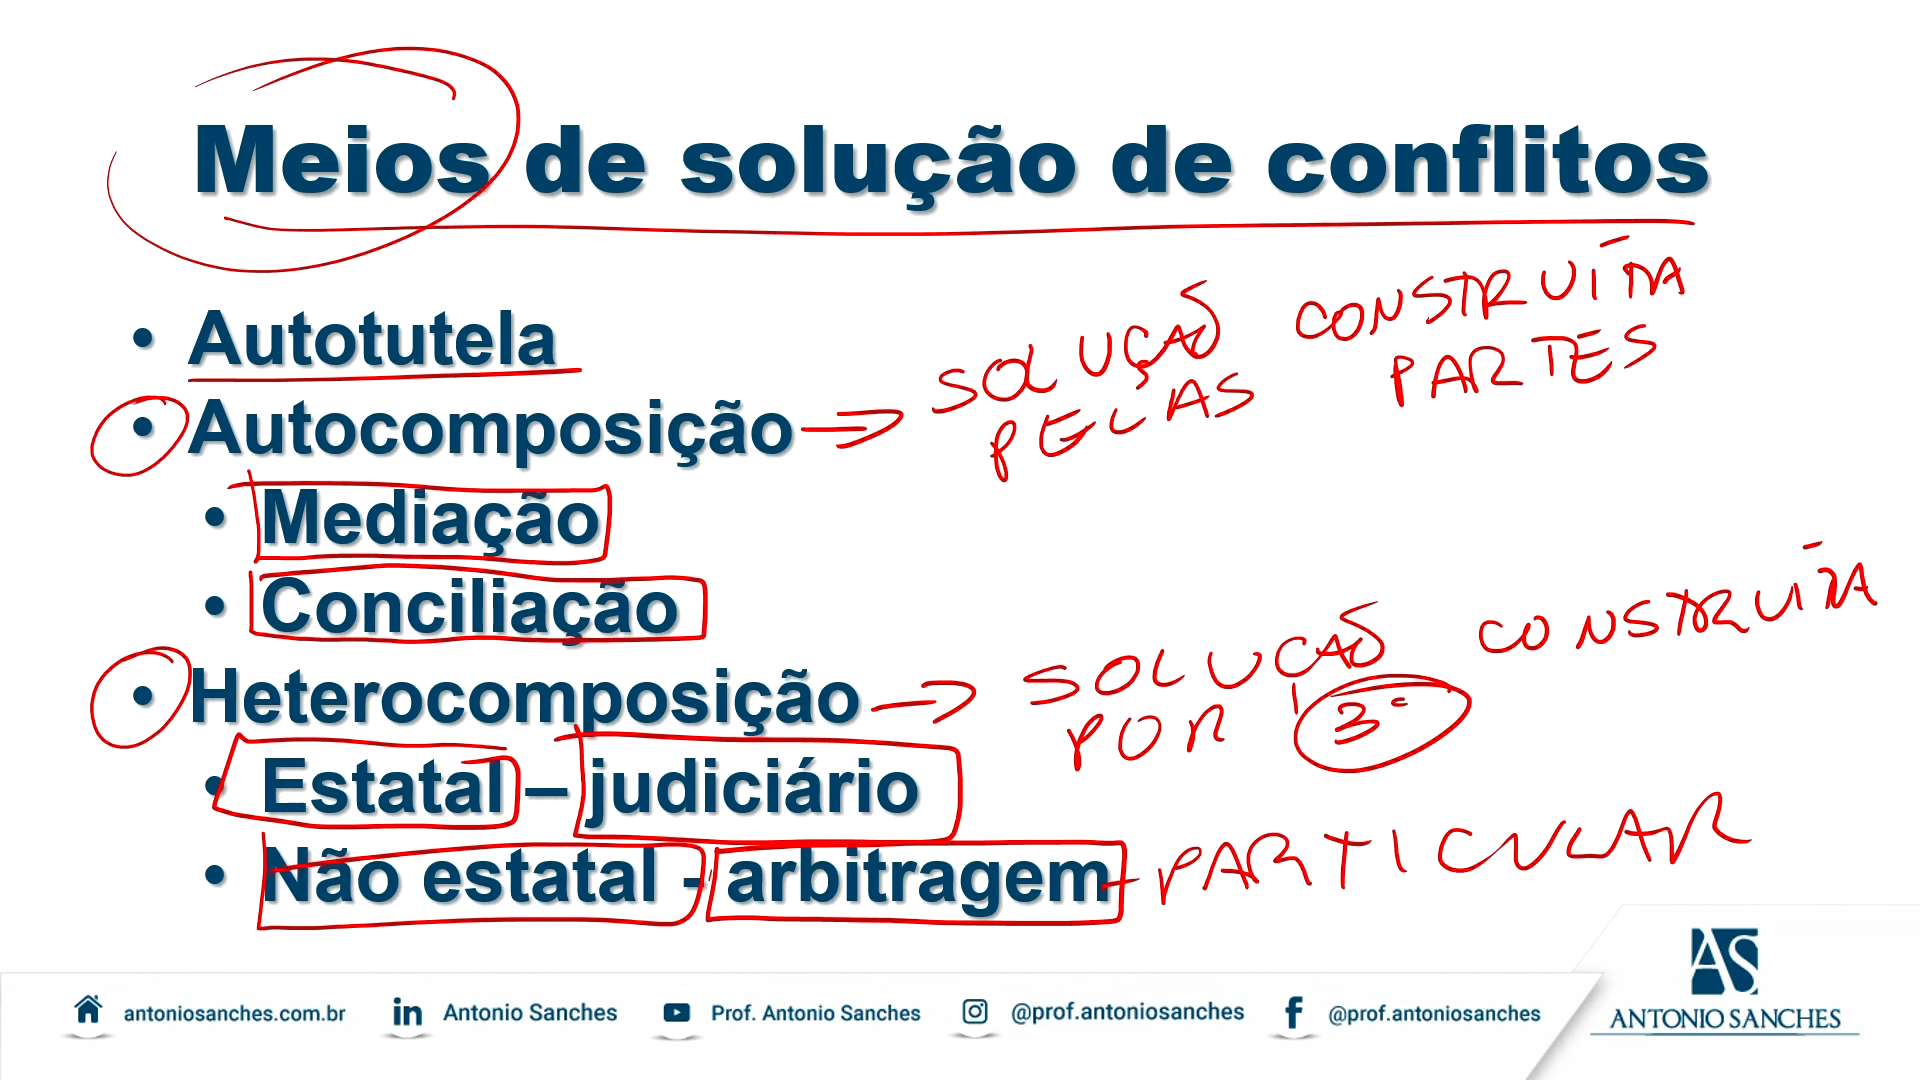 Meios de solução de conflitos
• Autotutela
• Autocomposição
SOLUÇÃO CONSTRUÍDA
PELAS PARTES
• Mediação
• Conciliação
• Heterocomposição
SOLUÇÃO CONSTRUÍDA
POR 3º
• Estatal – judiciário
• Não estatal - arbitragem - PARTICULAR
AS
ANTONIO SANCHES
antoniosanches.com.br
in Antonio Sanches
Prof. Antonio Sanches
@prof.antoniosanches
f @prof.antoniosanches